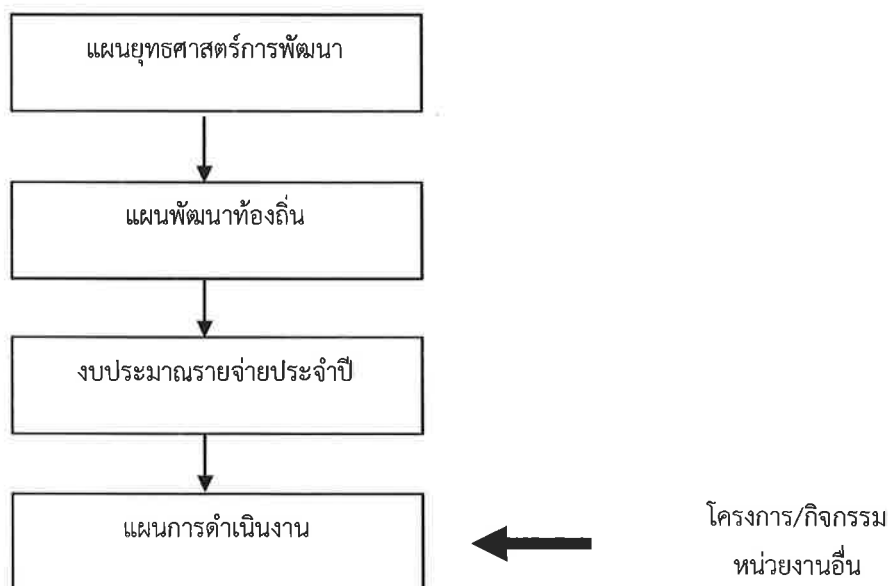 แผนยุทธศาสตร์การพัฒนา
แผนพัฒนาท้องถิ่น
งบประมาณรายจ่ายประจำปี
แผนการดำเนินงาน
โครงการ/กิจกรรม
หน่วยงานอื่น